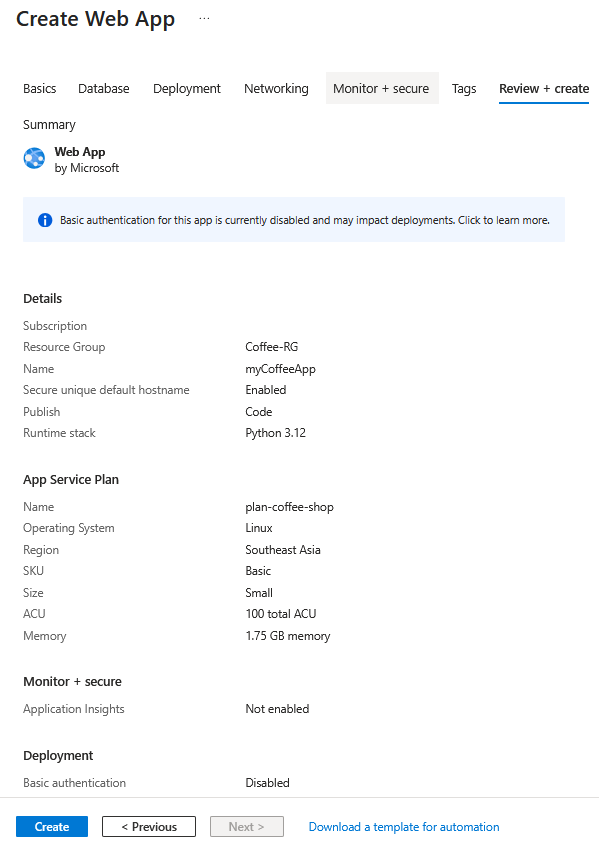 Create Web App ...
Basics Database Deployment Networking Monitor + secure Tags Review + create
Summary
Web App
by Microsoft
Basic authentication for this app is currently disabled and may impact deployments. Click to learn more.
Details
Subscription
Resource Group Coffee-RG
Name myCoffeeApp
Secure unique default hostname Enabled
Publish Code
Runtime stack Python 3.12
App Service Plan
Name plan-coffee-shop
Operating System Linux
Region Southeast Asia
SKU Basic
Size Small
ACU 100 total ACU
Memory 1.75 GB memory
Monitor + secure
Application Insights Not enabled
Deployment
Basic authentication Disabled
Create < Previous Next > Download a template for automation